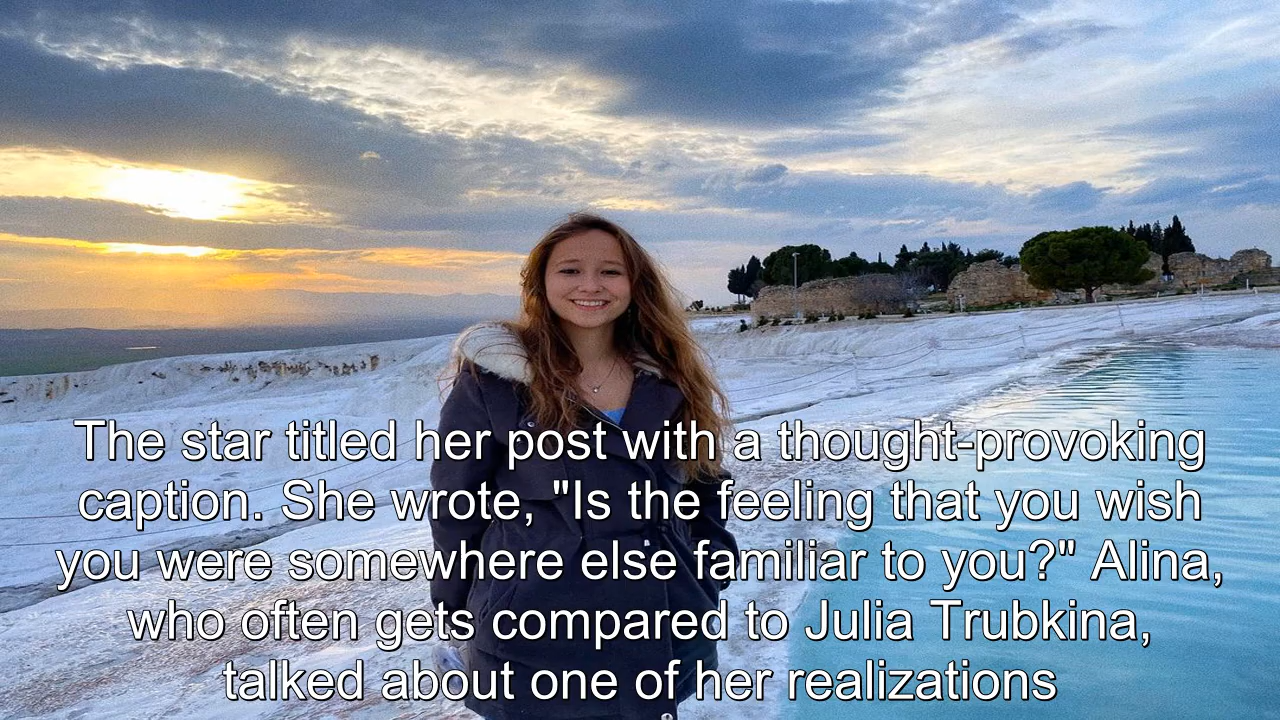 The star titled her post with a thought-provoking
caption. She wrote, "Is the feeling that you wish
you were somewhere else familiar to you?" Alina,
who often gets compared to Julia Trubkina,
talked about one of her realizations